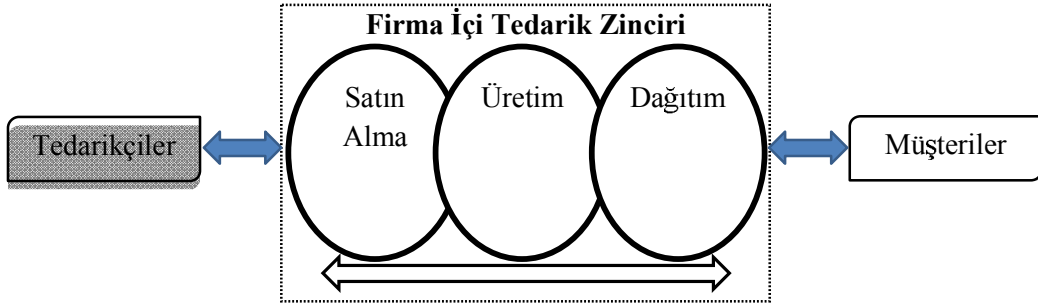 Firma İçi Tedarik Zinciri
Tedarikçiler
Satın
Alma
Üretim
Dağıtım
Müşteriler